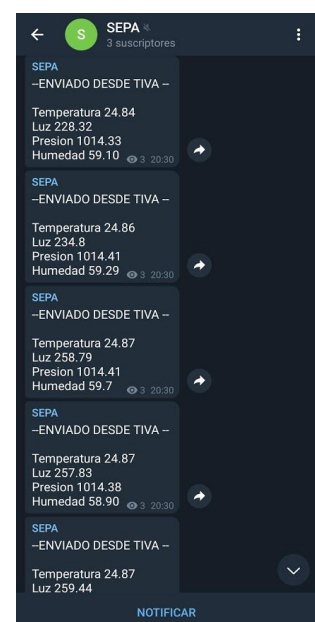 SEPA
S
3 suscriptores
SEPA
--ENVIADO DESDE TIVA --
Temperatura 24.84
Luz 228.32
Presion 1014.33
Humedad 59.10 3 20:30
SEPA
--ENVIADO DESDE TIVA --
Temperatura 24.86
Luz 234.8
Presion 1014.41
Humedad 59.29 3 20:30
SEPA
--ENVIADO DESDE TIVA --
Temperatura 24.87
Luz 258.79
Presion 1014.41
Humedad 59.7 3 20:30
SEPA
--ENVIADO DESDE TIVA --
Temperatura 24.87
Luz 257.83
Presion 1014.38
Humedad 58.90 3 20:30
SEPA
--ENVIADO DESDE TIVA --
Temperatura 24.87
Luz 259.44
NOTIFICAR